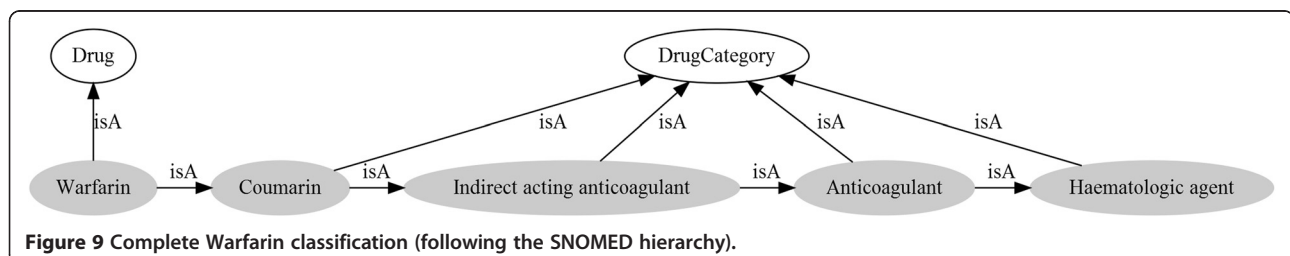 Drug
DrugCategory
isA
isA
isA
isA
isA
Warfarin
isA
Coumarin
isA
Indirect acting anticoagulant
isA
Anticoagulant
isA
Haematologic agent
Figure 9 Complete Warfarin classification (following the SNOMED hierarchy).